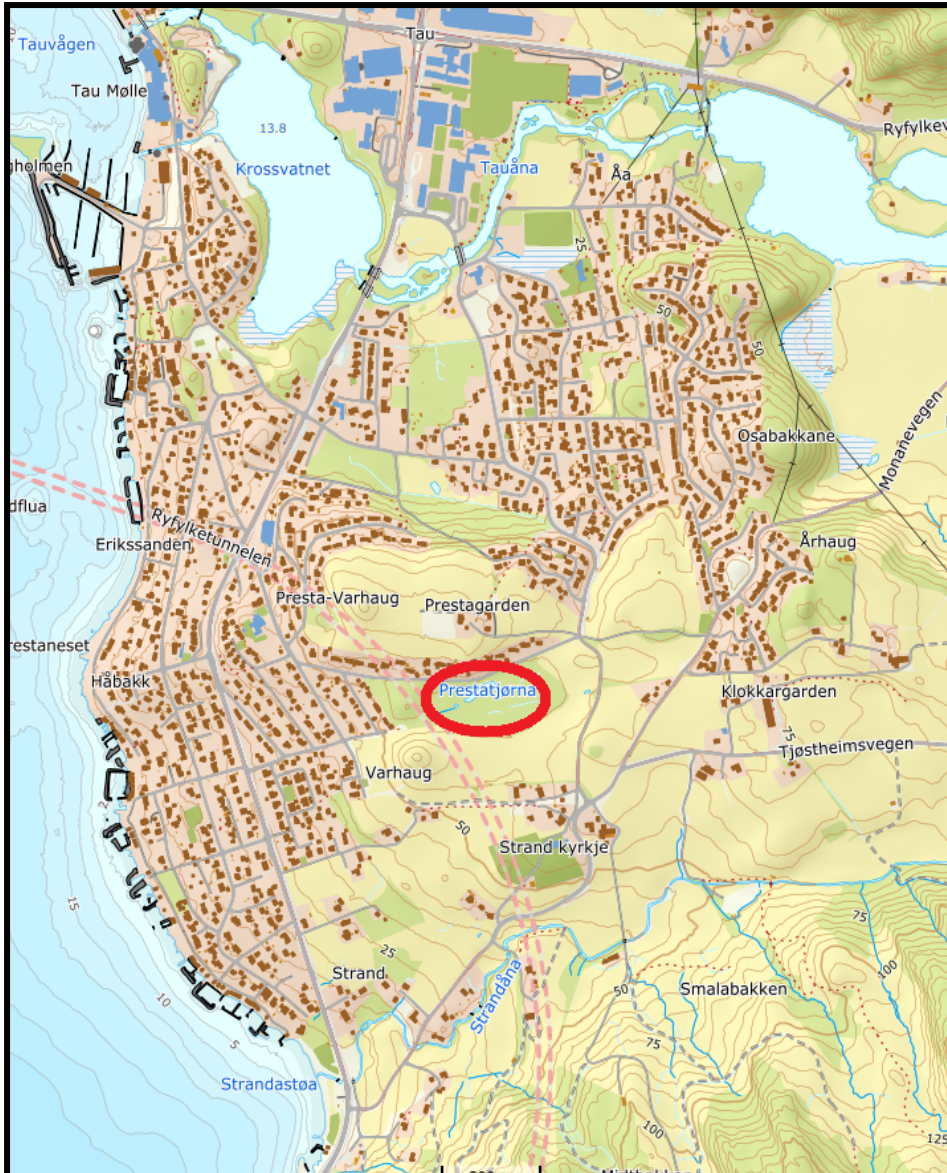 Tau
Tauvågen
Tau Mølle
13.8
Krossvatnet
Tauåna
Åa
gholmen
25
50
50
Osabakkane
Monanevegen
dflua
Ryfylketunnelen
Erikssanden
Århaug
Presta-Varhaug
Prestagarden
restaneset
Håbakk
Prestatjørna
Klokkargarden
75
Tjøstheimsvegen
Varhaug
2
50
Strand kyrkje
15
75
25
Strand
100
Strandåna
50
Smalabakken
10
75
5
Strandastøa
100
125